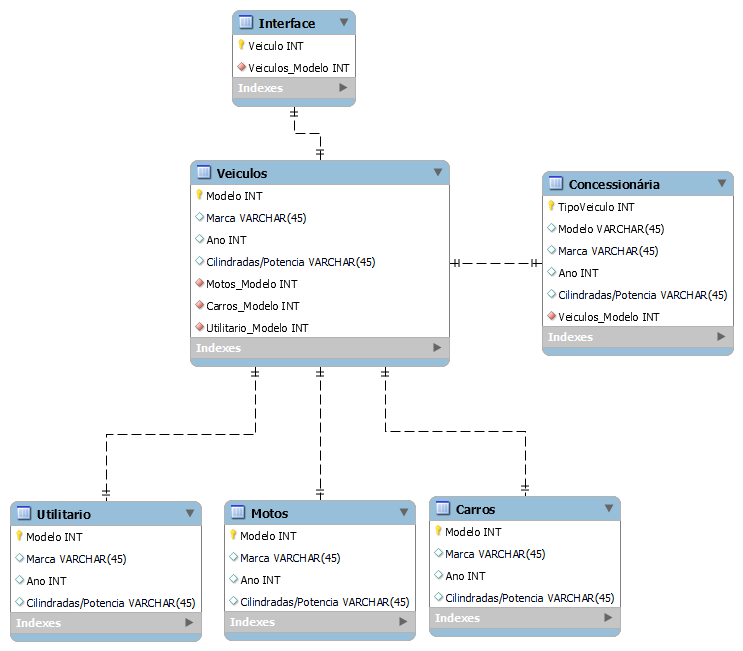 Interface
Veiculo INT
Veiculos_Modelo INT
Indexes
Veiculos
Modelo INT
Marca VARCHAR(45)
Ano INT
Cilindradas/Potencia VARCHAR(45)
Motos_Modelo INT
Carros_Modelo INT
Utilitario_Modelo INT
Indexes
Concessionária
TipoVeiculo INT
Modelo VARCHAR(45)
Marca VARCHAR(45)
Ano INT
Cilindradas/Potencia VARCHAR(45)
Veiculos_Modelo INT
Indexes
Utilitario
Modelo INT
Marca VARCHAR(45)
Ano INT
Cilindradas/Potencia VARCHAR(45)
Indexes
Motos
Modelo INT
Marca VARCHAR(45)
Ano INT
Cilindradas/Potencia VARCHAR(45)
Indexes
Carros
Modelo INT
Marca VARCHAR(45)
Ano INT
Cilindradas/Potencia VARCHAR(45)
Indexes